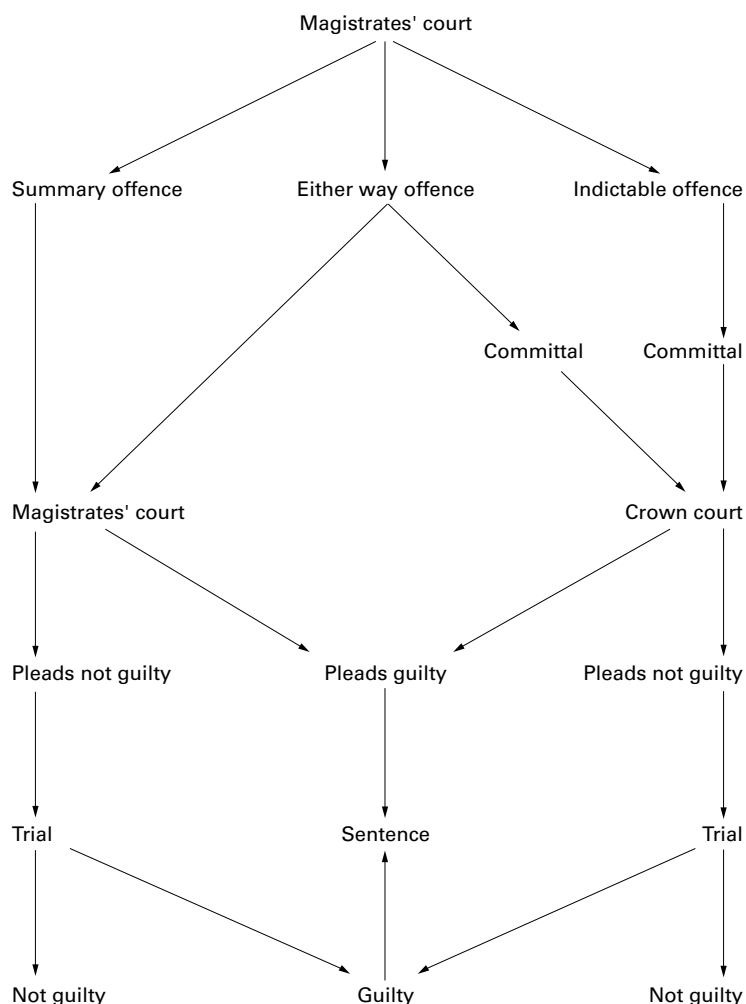 Magistrates' court
Summary offence
Either way offence
Indictable offence
Committal
Committal
Magistrates' court
Crown court
Pleads not guilty
Pleads guilty
Pleads not guilty
Trial
Sentence
Trial
Not guilty
Guilty
Not guilty